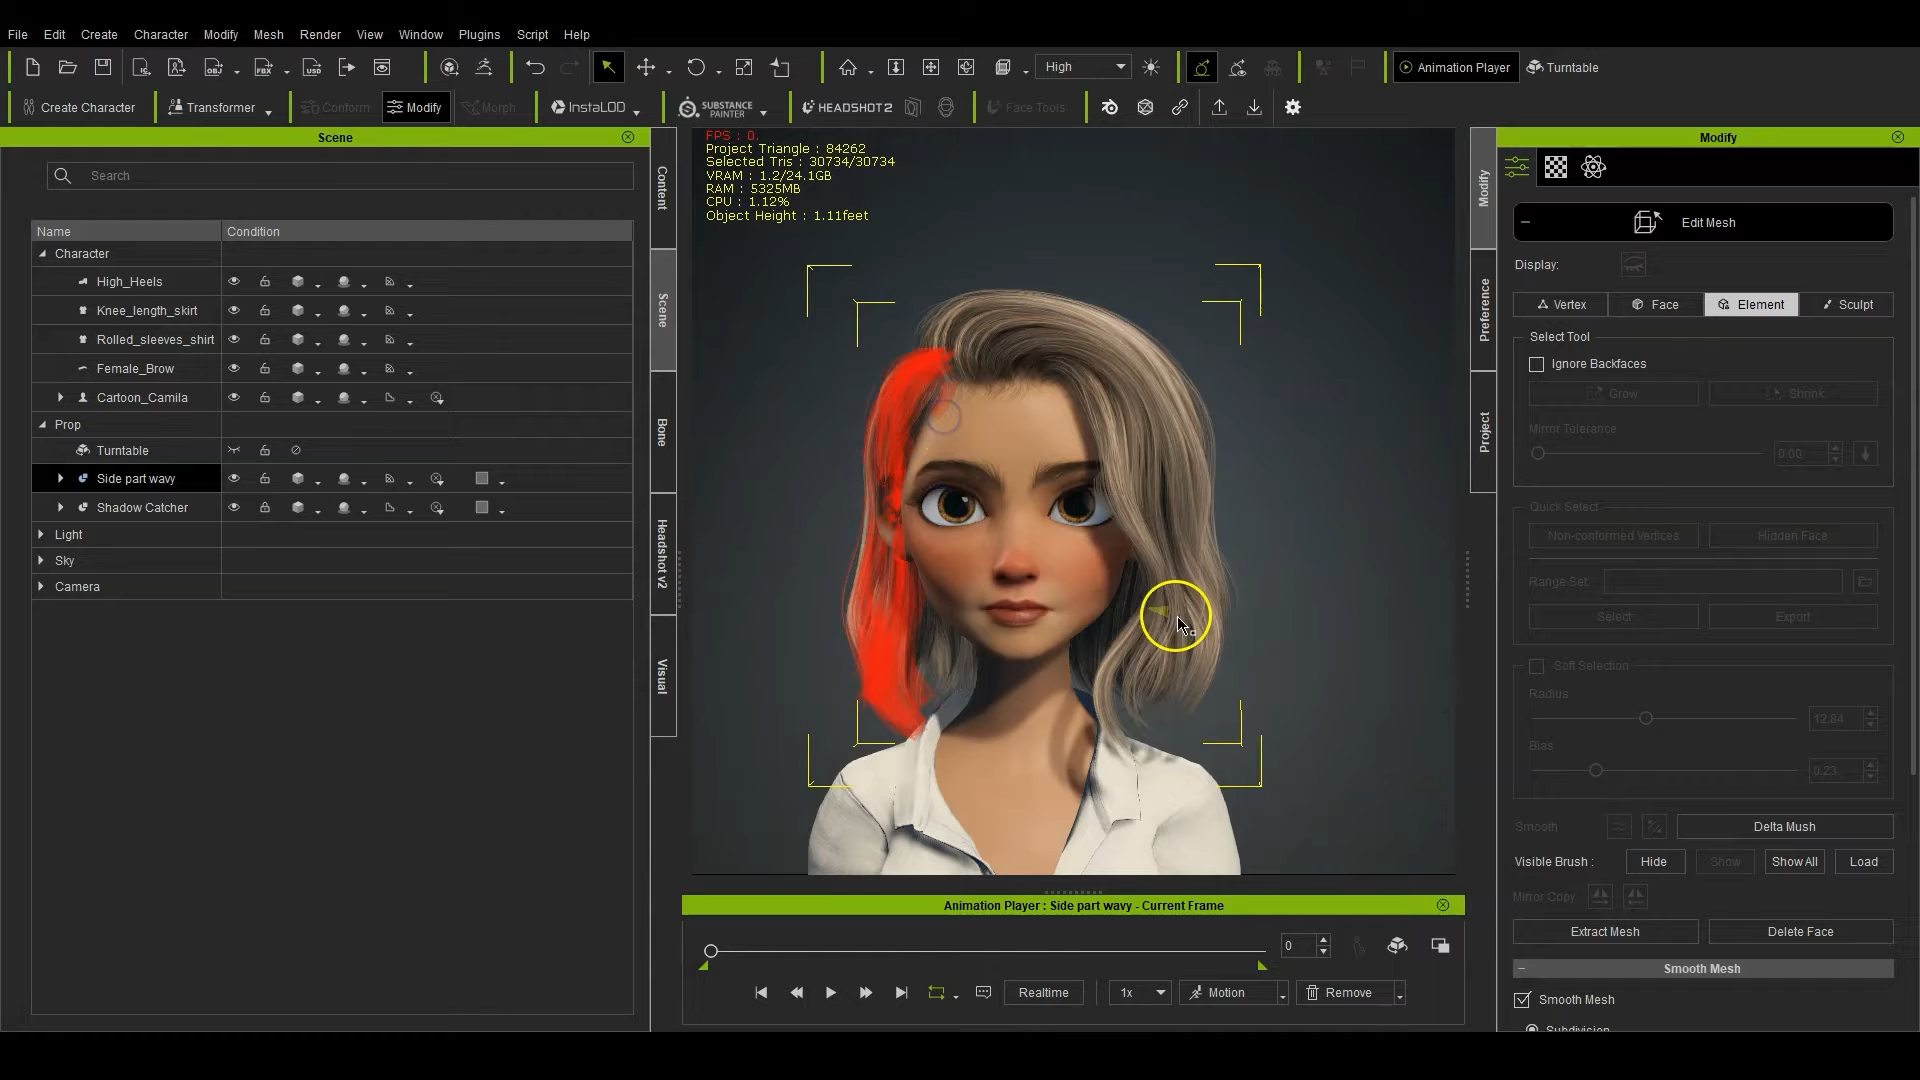 File Edit Create Character Modify Mesh Render View Window Plugins Script Help
OBJ FBX USD High Animation Player Turntable
Create Character Transformer Conform Modify Morph InstaLOD SUBSTANCE PAINTER HEADSHOT 2 Face Tools
Scene
Search
Name Condition
Character
High_Heels
Knee_length_skirt
Rolled_sleeves_shirt
Female_Brow
Cartoon_Camila
Prop
Turntable
Side part wavy
Shadow Catcher
Light
Sky
Camera
Content
Scene
Bone
Headshot v2
Visual
FPS : 0.
Project Triangle : 84262
Selected Tris : 30734/30734
VRAM : 1.2/24.1GB
RAM : 5325MB
CPU : 1.12%
Object Height : 1.11feet
Animation Player : Side part wavy - Current Frame
0
Realtime 1x Motion Remove
Modify
Preference
Project
Modify
Edit Mesh
Display:
Vertex Face Element Sculpt
Select Tool
Ignore Backfaces
Grow Shrink
Mirror Tolerance
0.00
Quick Select
Non-conformed Vertices Hidden Face
Range Set:
Select Export
Soft Selection
Radius
12.84
Bias
0.23
Smooth Delta Mush
Visible Brush : Hide Show Show All Load
Mirror Copy
Extract Mesh Delete Face
Smooth Mesh
Smooth Mesh
Subdivision